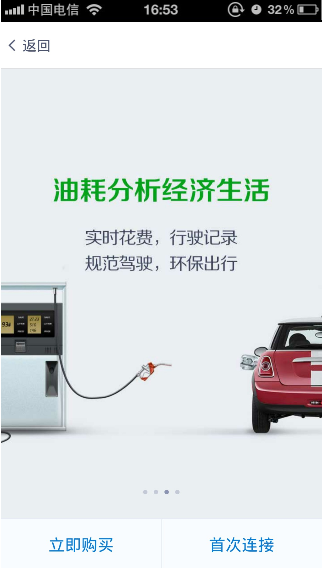 中国电信
16:53
32%
返回
油耗分析经济生活
实时花费，行驶记录
规范驾驶，环保出行
立即购买
首次连接